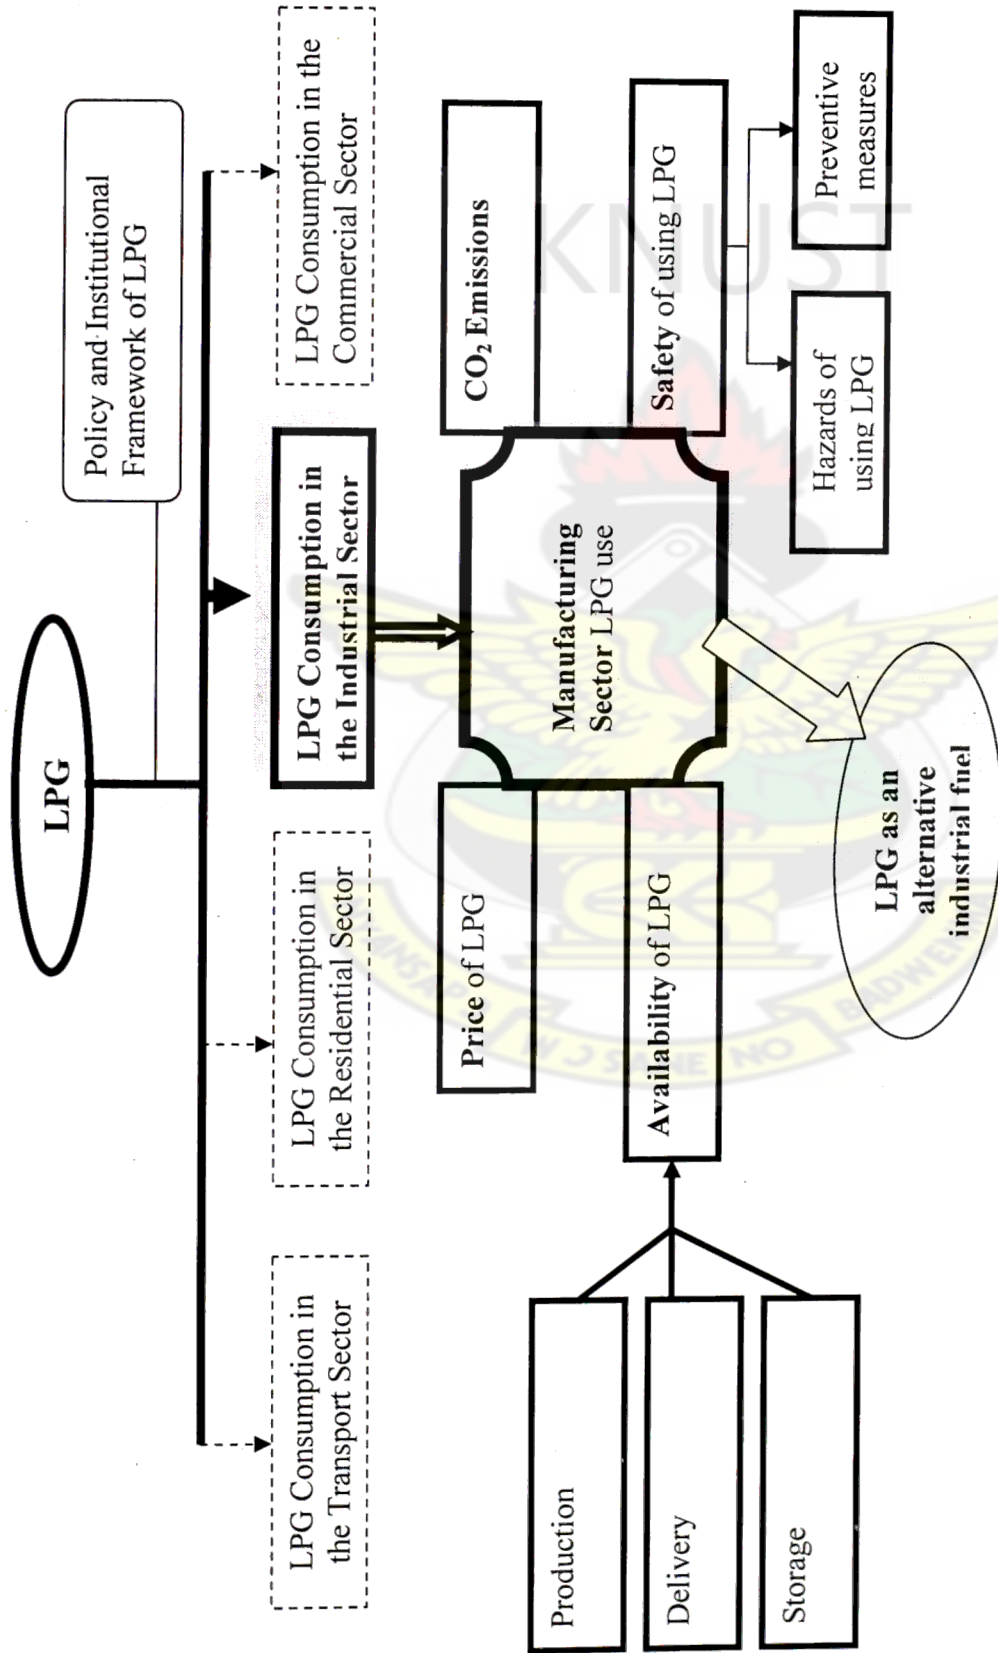 LPG
Policy and Institutional
Framework of LPG
LPG Consumption in
the Transport Sector
LPG Consumption in
the Residential Sector
LPG Consumption in
the Industrial Sector
LPG Consumption in the
Commercial Sector
Price of LPG
Availability of LPG
Manufacturing
Sector LPG use
CO₂ Emissions
Safety of using LPG
Production
Delivery
Storage
Hazards of
using LPG
Preventive
measures
LPG as an
alternative
industrial fuel
KNUST
W J SANE NO
BADWENMA